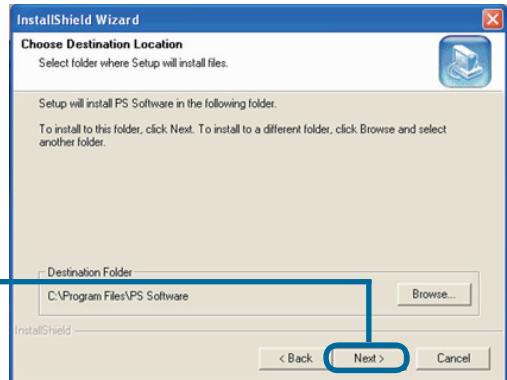 InstallShield Wizard
Choose Destination Location
Select folder where Setup will install files.
Setup will install PS Software in the following folder.
To install to this folder, click Next. To install to a different folder, click Browse and select
another folder.
Destination Folder
C:\Program Files\PS Software
Browse...
InstallShield
< Back
Next >
Cancel